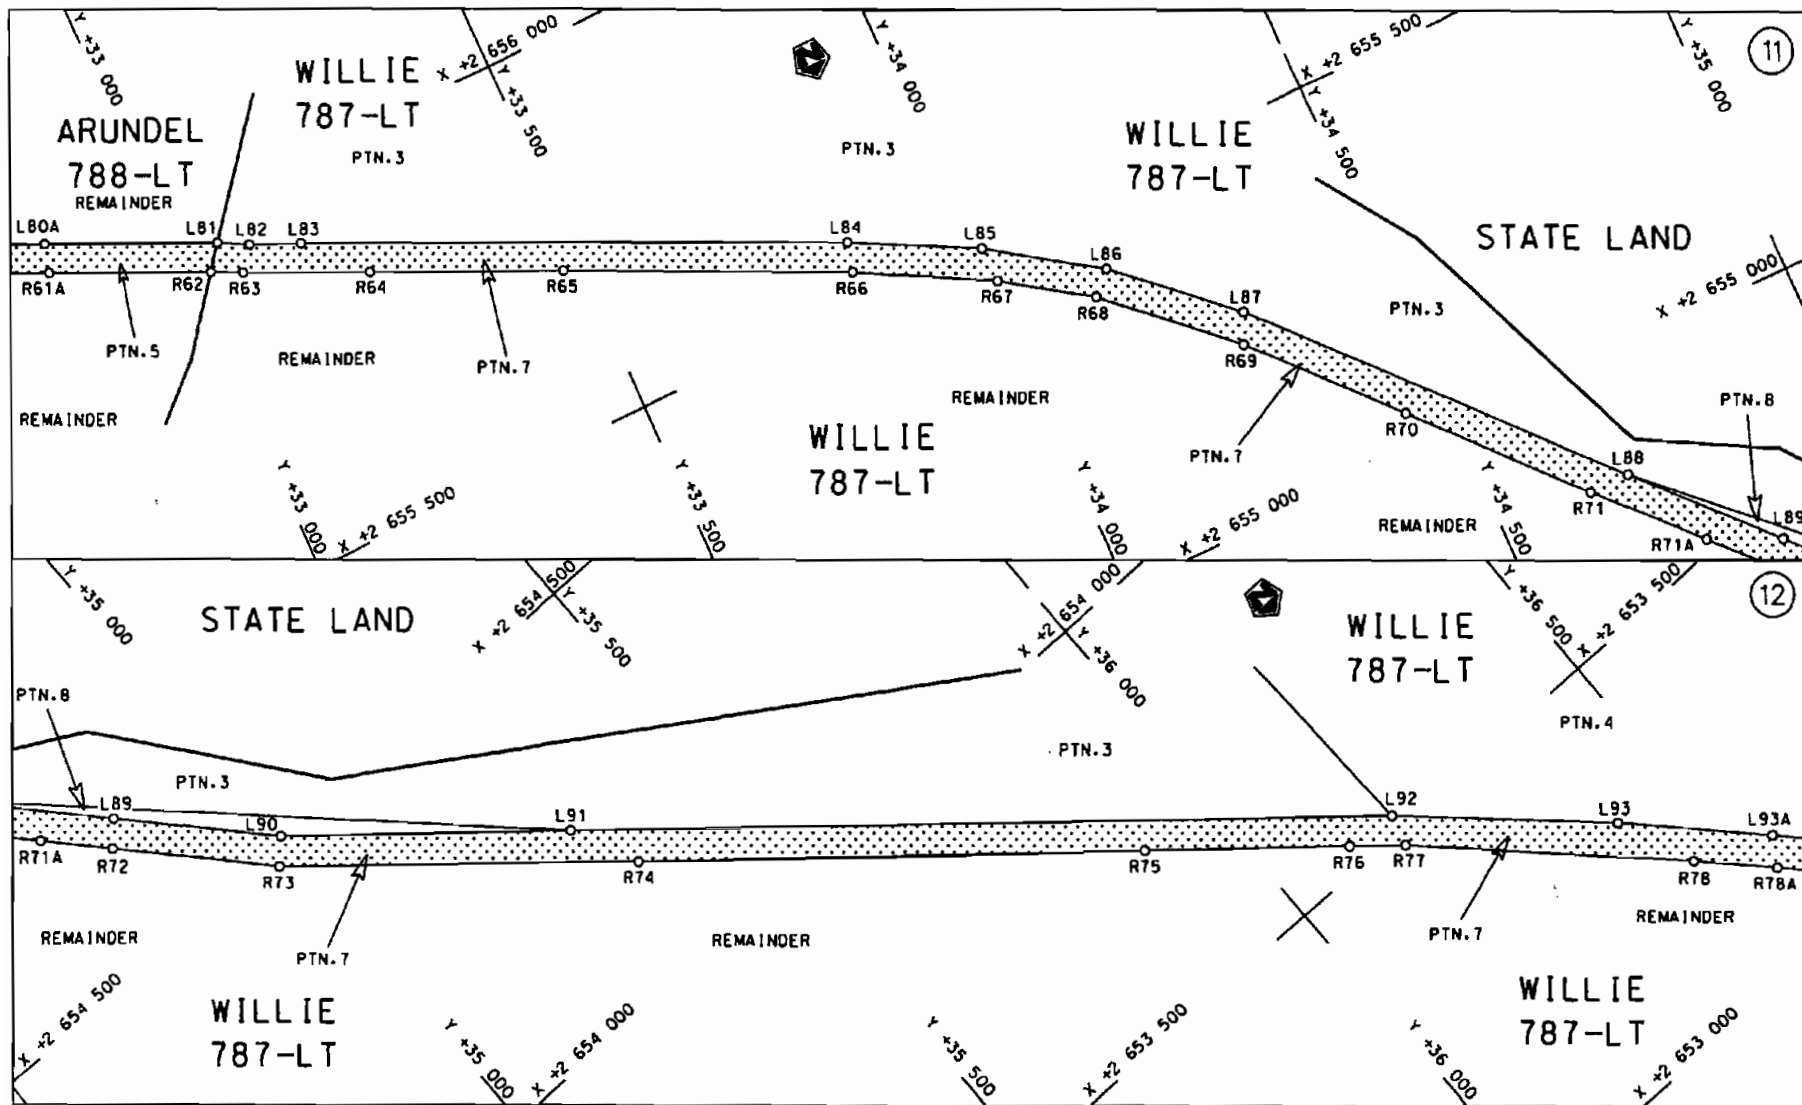 Y +33 000
WILLIE
787-LT
PTN.3
X +2 656 000
Y +33 500
Y +34 000
X +2 655 500
Y +34 500
Y +35 000
11
ARUNDEL
788-LT
REMAINDER
PTN.3
WILLIE
787-LT
STATE LAND
X +2 655 000
L80A
L81
L82
L83
L84
L85
L86
L87
L88
L89
R61A
R62
R63
R64
R65
R66
R67
R68
R69
R70
R71
R71A
PTN.5
REMAINDER
PTN.7
PTN.3
PTN.8
REMAINDER
REMAINDER
WILLIE
787-LT
PTN.7
REMAINDER
Y +33 000
X +2 655 500
Y +33 500
Y +34 000
X +2 655 000
Y +34 500
Y +35 000
STATE LAND
X +2 654 500
Y +35 500
X +2 654 000
Y +36 000
WILLIE
787-LT
Y +36 500
X +2 653 500
12
PTN.4
PTN.8
PTN.3
PTN.3
L89
L90
L91
L92
L93
L93A
R71A
R72
R73
R74
R75
R76
R77
R78
R78A
REMAINDER
PTN.7
REMAINDER
PTN.7
REMAINDER
WILLIE
787-LT
WILLIE
787-LT
X +2 654 500
Y +35 000
X +2 654 000
Y +35 500
X +2 653 500
Y +36 000
X +2 653 000